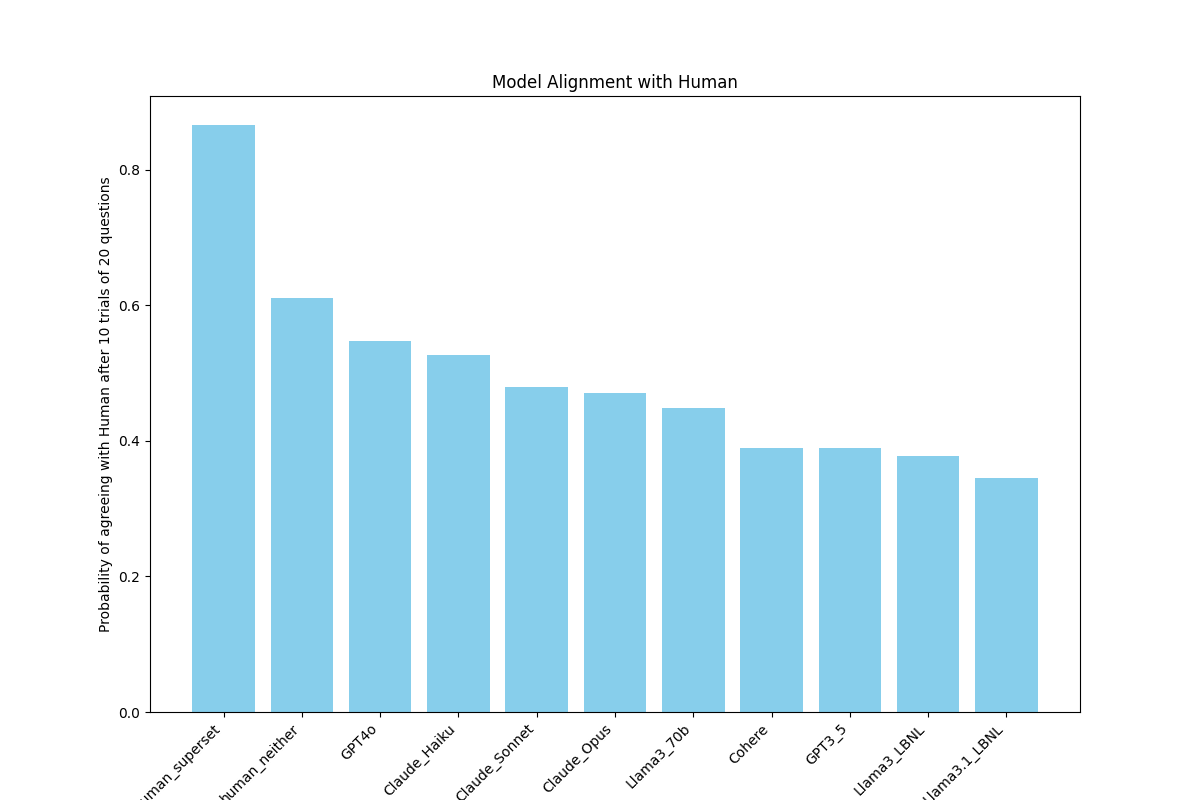 Model Alignment with Human
Probability of agreeing with Human after 10 trials of 20 questions
0.8
0.6
0.4
0.2
0.0
uman_superset
human_neither
GPT4o
Claude_Haiku
Claude_Sonnet
Claude_Opus
Llama3_70b
Cohere
GPT3_5
Llama3_LBNL
Llama3.1_LBNL